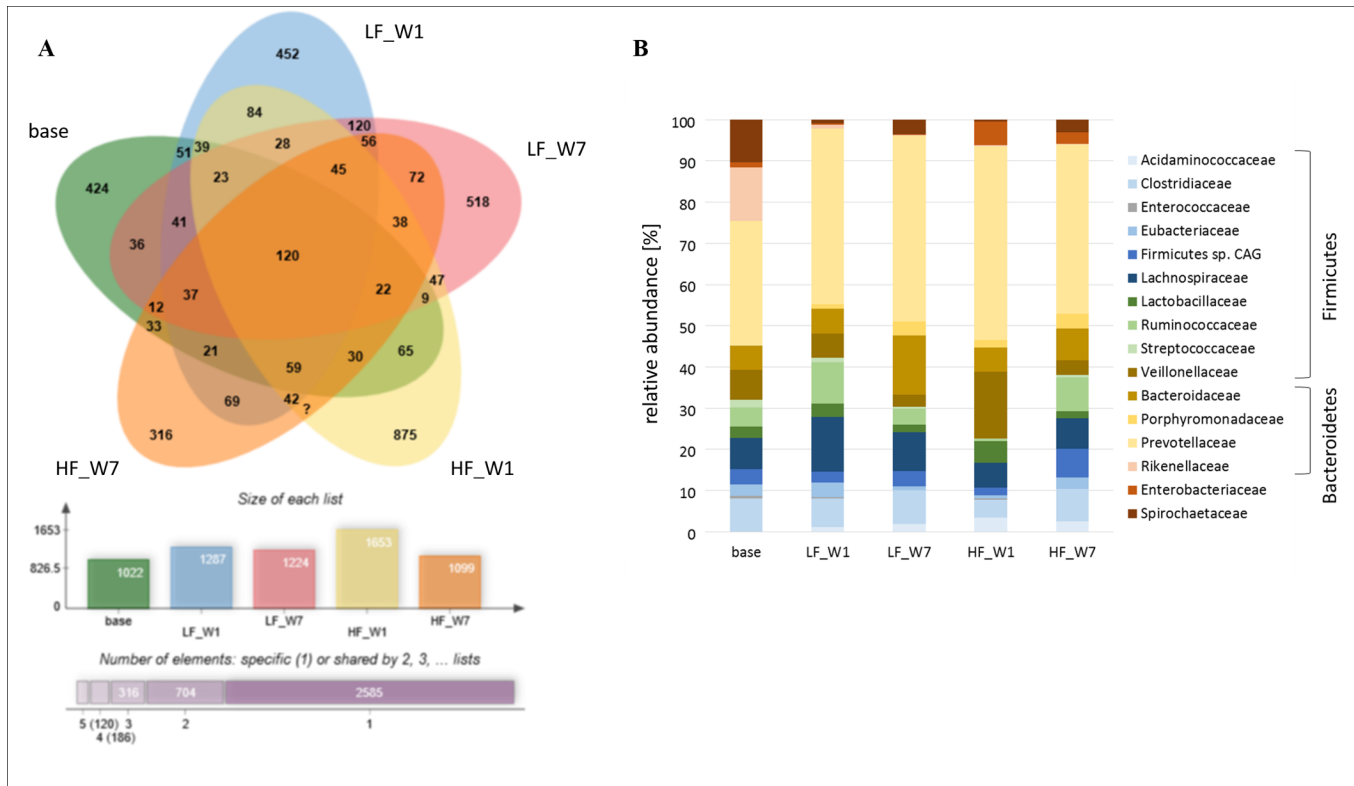 A
LF_W1
452
84
base
120
LF_W7
51
39
28
56
424
23
45
72
518
41
38
36
120
47
37
22
9
12
33
21
30
65
59
69
42
?
316
875
HF_W7
HF_W1
Size of each list
1653
826.5
0
1022
1287
1224
1653
1099
base
LF_W1
LF_W7
HF_W1
HF_W7
Number of elements: specific (1) or shared by 2, 3, ... lists
316
704
2585
5 (120)
3
2
1
4 (186)
B
relative abundance [%]
100
90
80
70
60
50
40
30
20
10
0
base
LF_W1
LF_W7
HF_W1
HF_W7
Acidaminococcaceae
Clostridiaceae
Enterococcaceae
Eubacteriaceae
Firmicutes sp. CAG
Lachnospiraceae
Lactobacillaceae
Ruminococcaceae
Streptococcaceae
Veillonellaceae
Bacteroidaceae
Porphyromonadaceae
Prevotellaceae
Rikenellaceae
Enterobacteriaceae
Spirochaetaceae
Firmicutes
Bacteroidetes